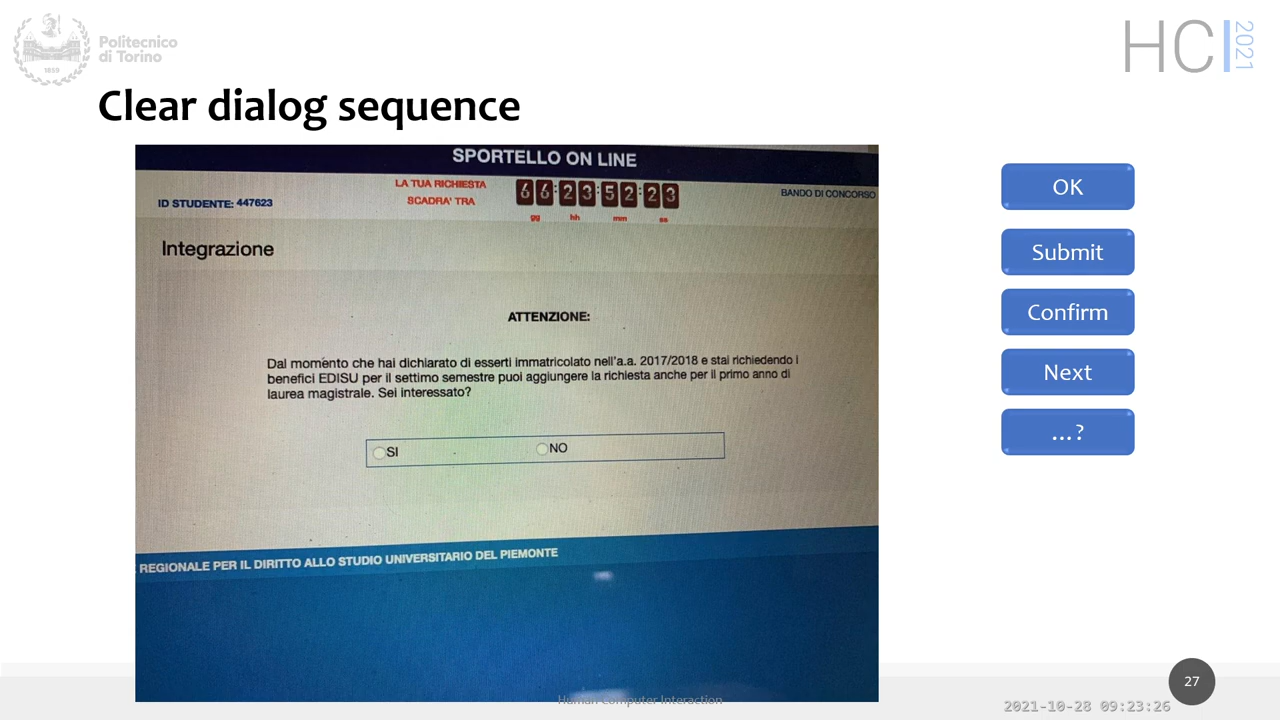 Politecnico
di Torino
1859
HCI
2021
Clear dialog sequence
SPORTELLO ON LINE
ID STUDENTE: 447623
LA TUA RICHIESTA
SCADRA' TRA
66:23:52:23
gg hh mm ss
BANDO DI CONCORSO
Integrazione
ATTENZIONE:
Dal momento che hai dichiarato di esserti immatricolato nell'a.a. 2017/2018 e stai richiedendo i
benefici EDISU per il settimo semestre puoi aggiungere la richiesta anche per il primo anno di
laurea magistrale. Sei interessato?
SI NO
REGIONALE PER IL DIRITTO ALLO STUDIO UNIVERSITARIO DEL PIEMONTE
OK
Submit
Confirm
Next
...?
Human Computer Interaction
27
2021-10-28 09:23:26